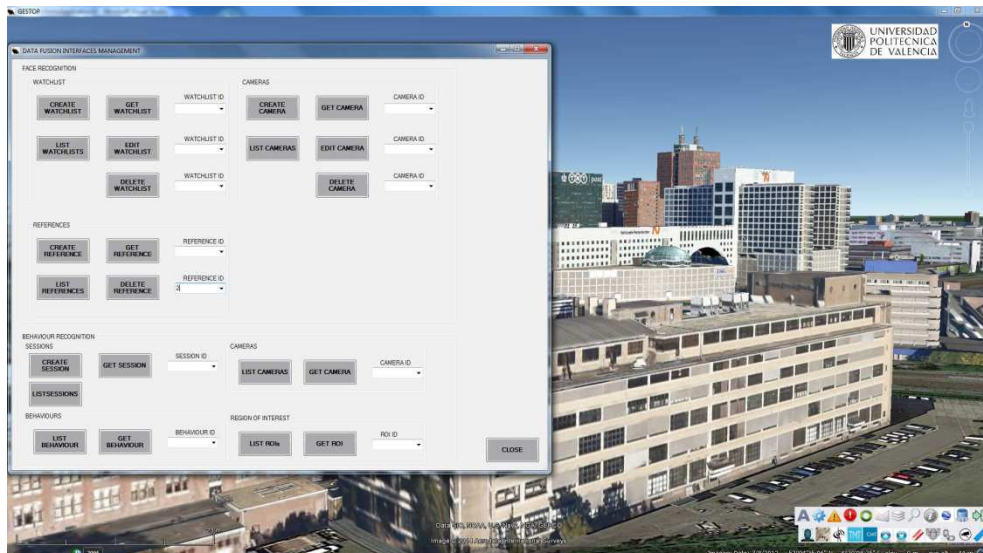 GESTOP
UNIVERSIDAD
POLITECNICA
DE VALENCIA
DATA FUSION INTERFACES MANAGEMENT
FACE RECOGNITION
WATCHLIST
CREATE WATCHLIST
GET WATCHLIST
WATCHLIST ID
LIST WATCHLISTS
EDIT WATCHLIST
WATCHLIST ID
DELETE WATCHLIST
WATCHLIST ID
CAMERAS
CREATE CAMERA
GET CAMERA
CAMERA ID
LIST CAMERAS
EDIT CAMERA
CAMERA ID
DELETE CAMERA
CAMERA ID
REFERENCES
CREATE REFERENCE
GET REFERENCE
REFERENCE ID
LIST REFERENCES
DELETE REFERENCE
REFERENCE ID
2
BEHAVIOUR RECOGNITION
SESSIONS
CREATE SESSION
GET SESSION
SESSION ID
LISTSESSIONS
CAMERAS
LIST CAMERAS
GET CAMERA
CAMERA ID
BEHAVIOURS
LIST BEHAVIOUR
GET BEHAVIOUR
BEHAVIOUR ID
REGION OF INTEREST
LIST ROIs
GET ROI
ROI ID
CLOSE